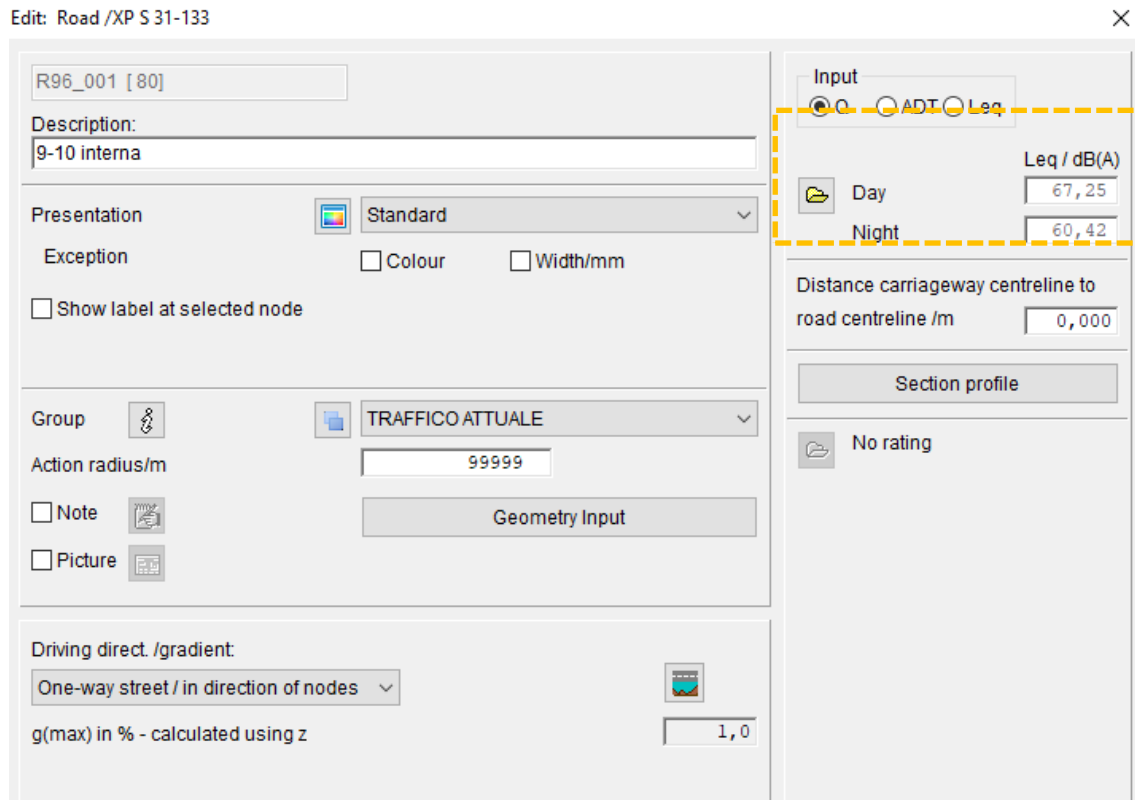 Edit: Road /XP S 31-133
R96_001 [80]
Description:
9-10 interna
Presentation
Standard
Exception
Colour
Width/mm
Show label at selected node
Group
TRAFFICO ATTUALE
Action radius/m
99999
Note
Geometry Input
Picture
Driving direct. /gradient:
One-way street / in direction of nodes
g(max) in % - calculated using z
1,0
Input
Q ADT Leq
Leq / dB(A)
Day 67,25
Night 60,42
Distance carriageway centreline to
road centreline /m 0,000
Section profile
No rating